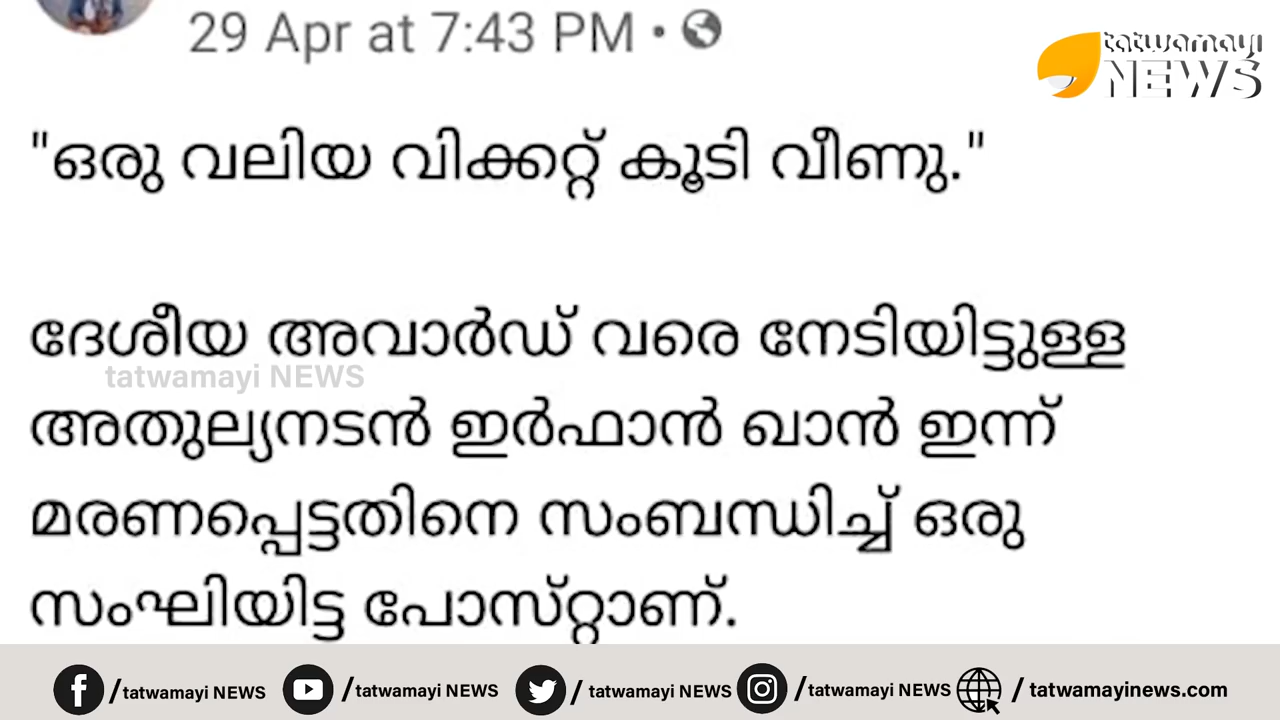 29 Apr at 7:43 PM •
tatwamayi
NEWS
"ഒരു വലിയ വിക്കറ്റ് കൂടി വീണു."
ദേശീയ അവാർഡ് വരെ നേടിയിട്ടുള്ള
tatwamayi NEWS
അതുല്യനടൻ ഇർഫാൻ ഖാൻ ഇന്ന്
മരണപ്പെട്ടതിനെ സംബന്ധിച്ച് ഒരു
സംഘിയിട്ട പോസ്റ്റാണ്.
/tatwamayi NEWS /tatwamayi NEWS / tatwamayi NEWS /tatwamayi NEWS / tatwamayinews.com